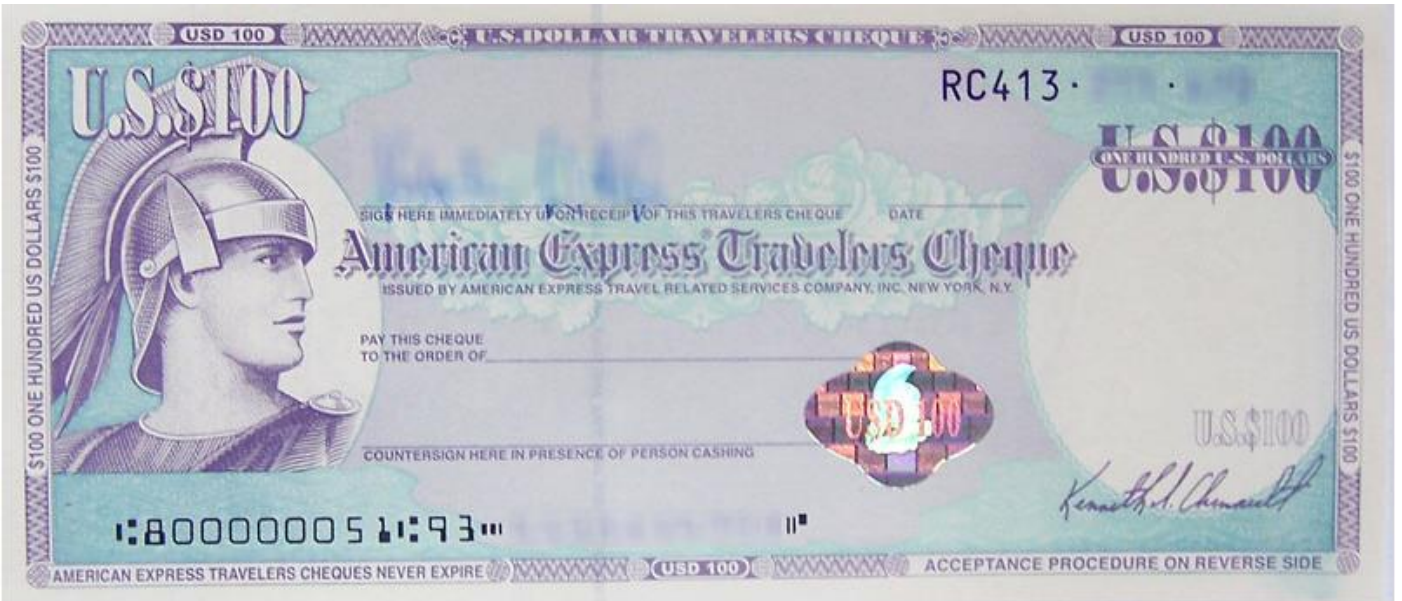 USD 100 U.S. DOLLAR TRAVELERS CHEQUE USD 100
U.S.$100
RC413
U.S.$100
ONE HUNDRED U.S. DOLLARS
U.S.$100
$100 ONE HUNDRED US DOLLARS $100
$100 ONE HUNDRED US DOLLARS $100
SIGN HERE IMMEDIATELY UPON RECEIPT OF THIS TRAVELERS CHEQUE DATE
American Express Travelers Cheque
ISSUED BY AMERICAN EXPRESS TRAVEL RELATED SERVICES COMPANY, INC. NEW YORK, N.Y.
PAY THIS CHEQUE
TO THE ORDER OF
USD 100
U.S.$100
COUNTERSIGN HERE IN PRESENCE OF PERSON CASHING
Kenneth I. Chenault
⑆800000051⑆93⑈ ⑈
AMERICAN EXPRESS TRAVELERS CHEQUES NEVER EXPIRE USD 100 ACCEPTANCE PROCEDURE ON REVERSE SIDE